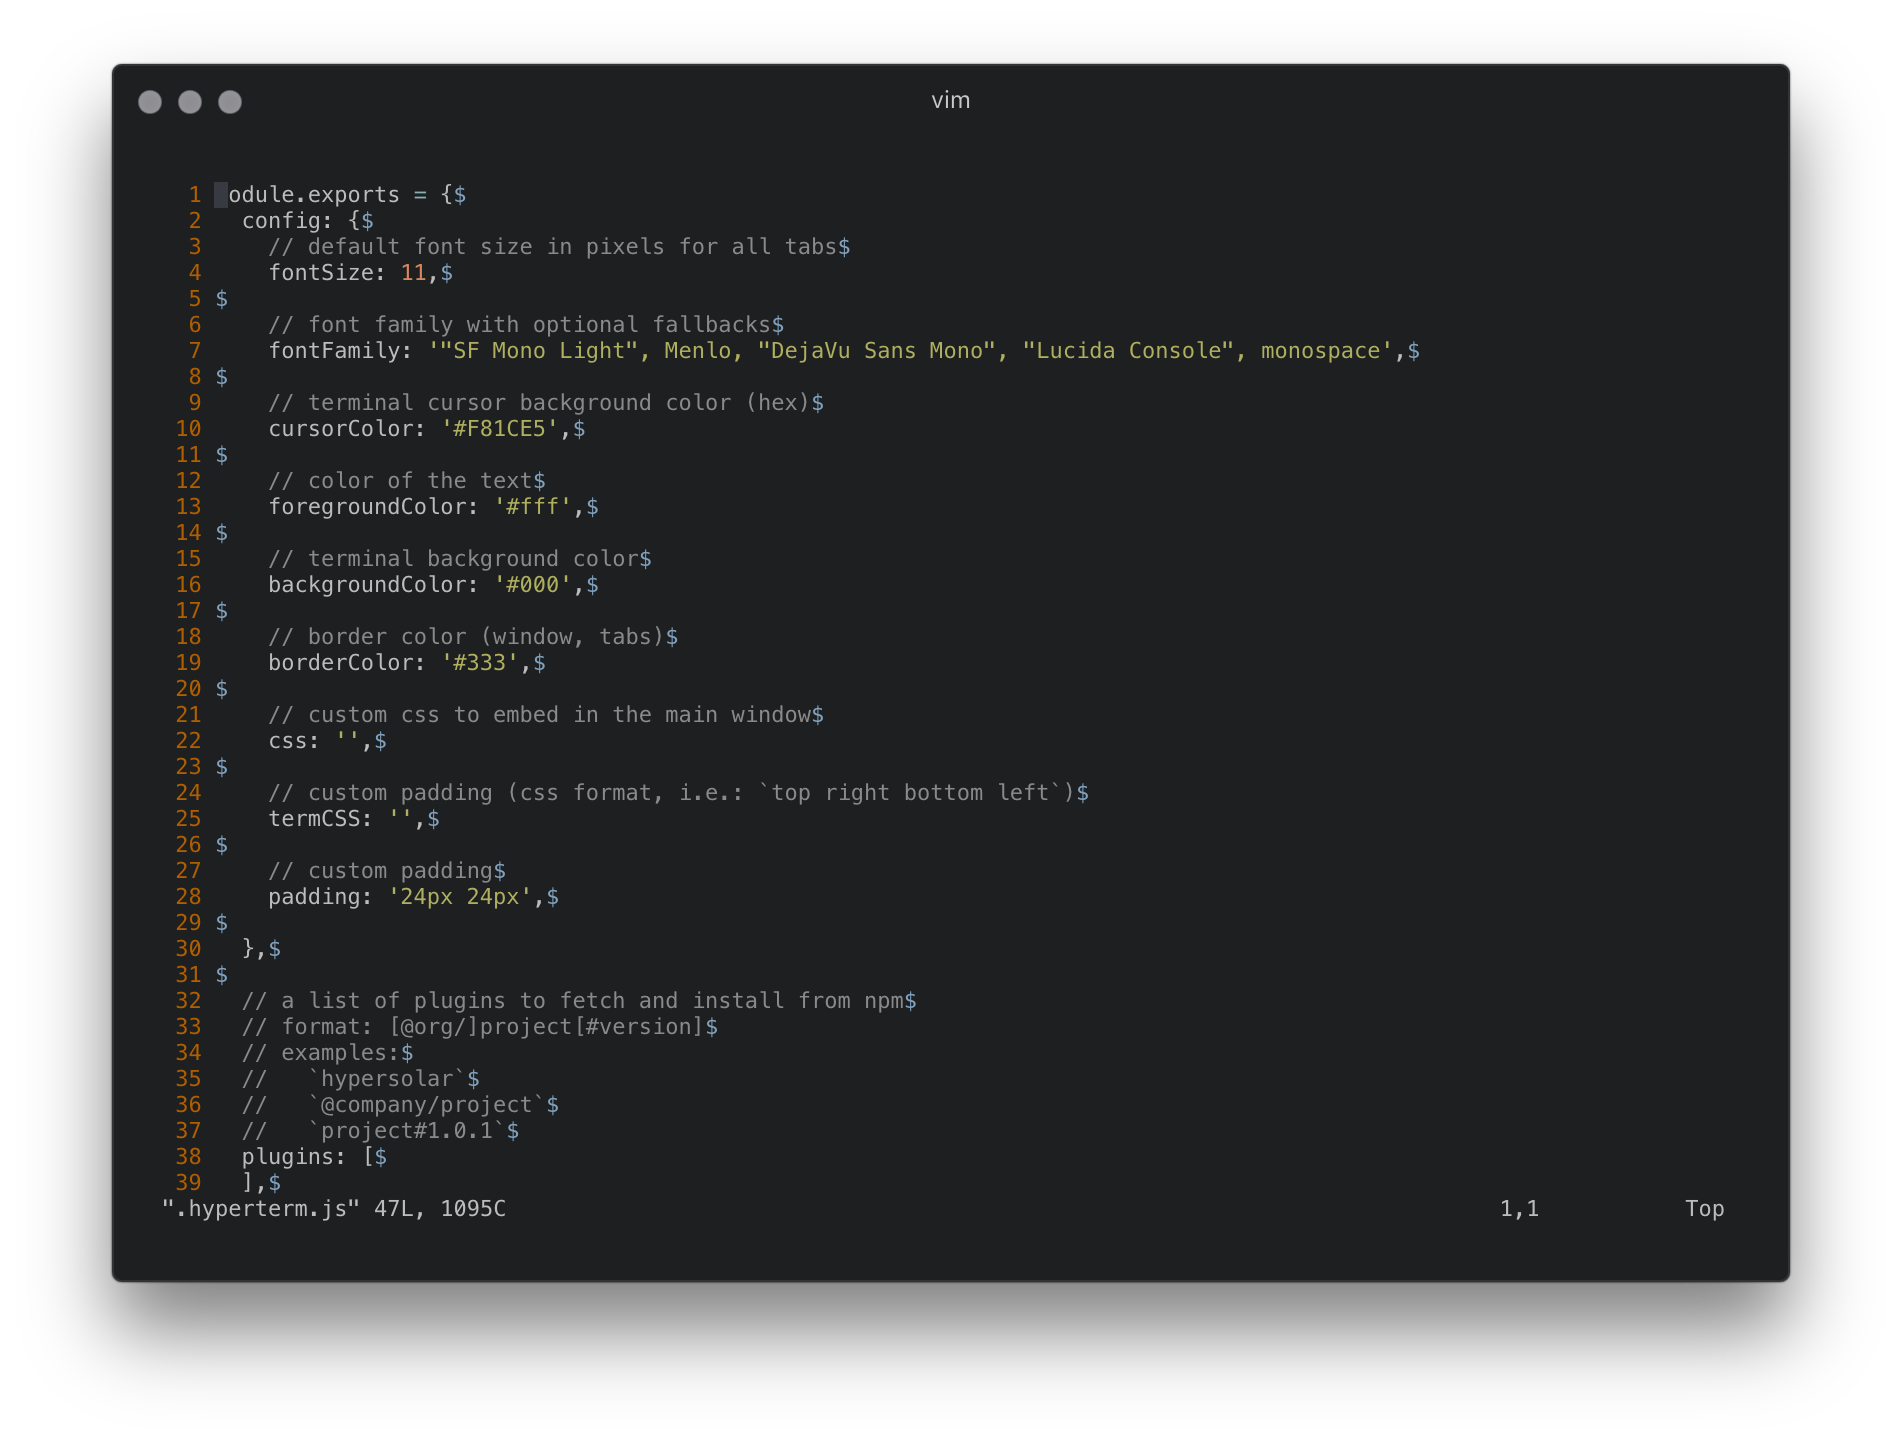 vim
1 odule.exports = {$
2   config: {$
3     // default font size in pixels for all tabs$
4     fontSize: 11,$
5 $
6     // font family with optional fallbacks$
7     fontFamily: '"SF Mono Light", Menlo, "DejaVu Sans Mono", "Lucida Console", monospace',$
8 $
9     // terminal cursor background color (hex)$
10     cursorColor: '#F81CE5',$
11 $
12     // color of the text$
13     foregroundColor: '#fff',$
14 $
15     // terminal background color$
16     backgroundColor: '#000',$
17 $
18     // border color (window, tabs)$
19     borderColor: '#333',$
20 $
21     // custom css to embed in the main window$
22     css: '',$
23 $
24     // custom padding (css format, i.e.: `top right bottom left`)$
25     termCSS: '',$
26 $
27     // custom padding$
28     padding: '24px 24px',$
29 $
30   },$
31 $
32   // a list of plugins to fetch and install from npm$
33   // format: [@org/]project[#version]$
34   // examples:$
35   //   `hypersolar`$
36   //   `@company/project`$
37   //   `project#1.0.1`$
38   plugins: [$
39   ],$
".hyperterm.js" 47L, 1095C 1,1 Top